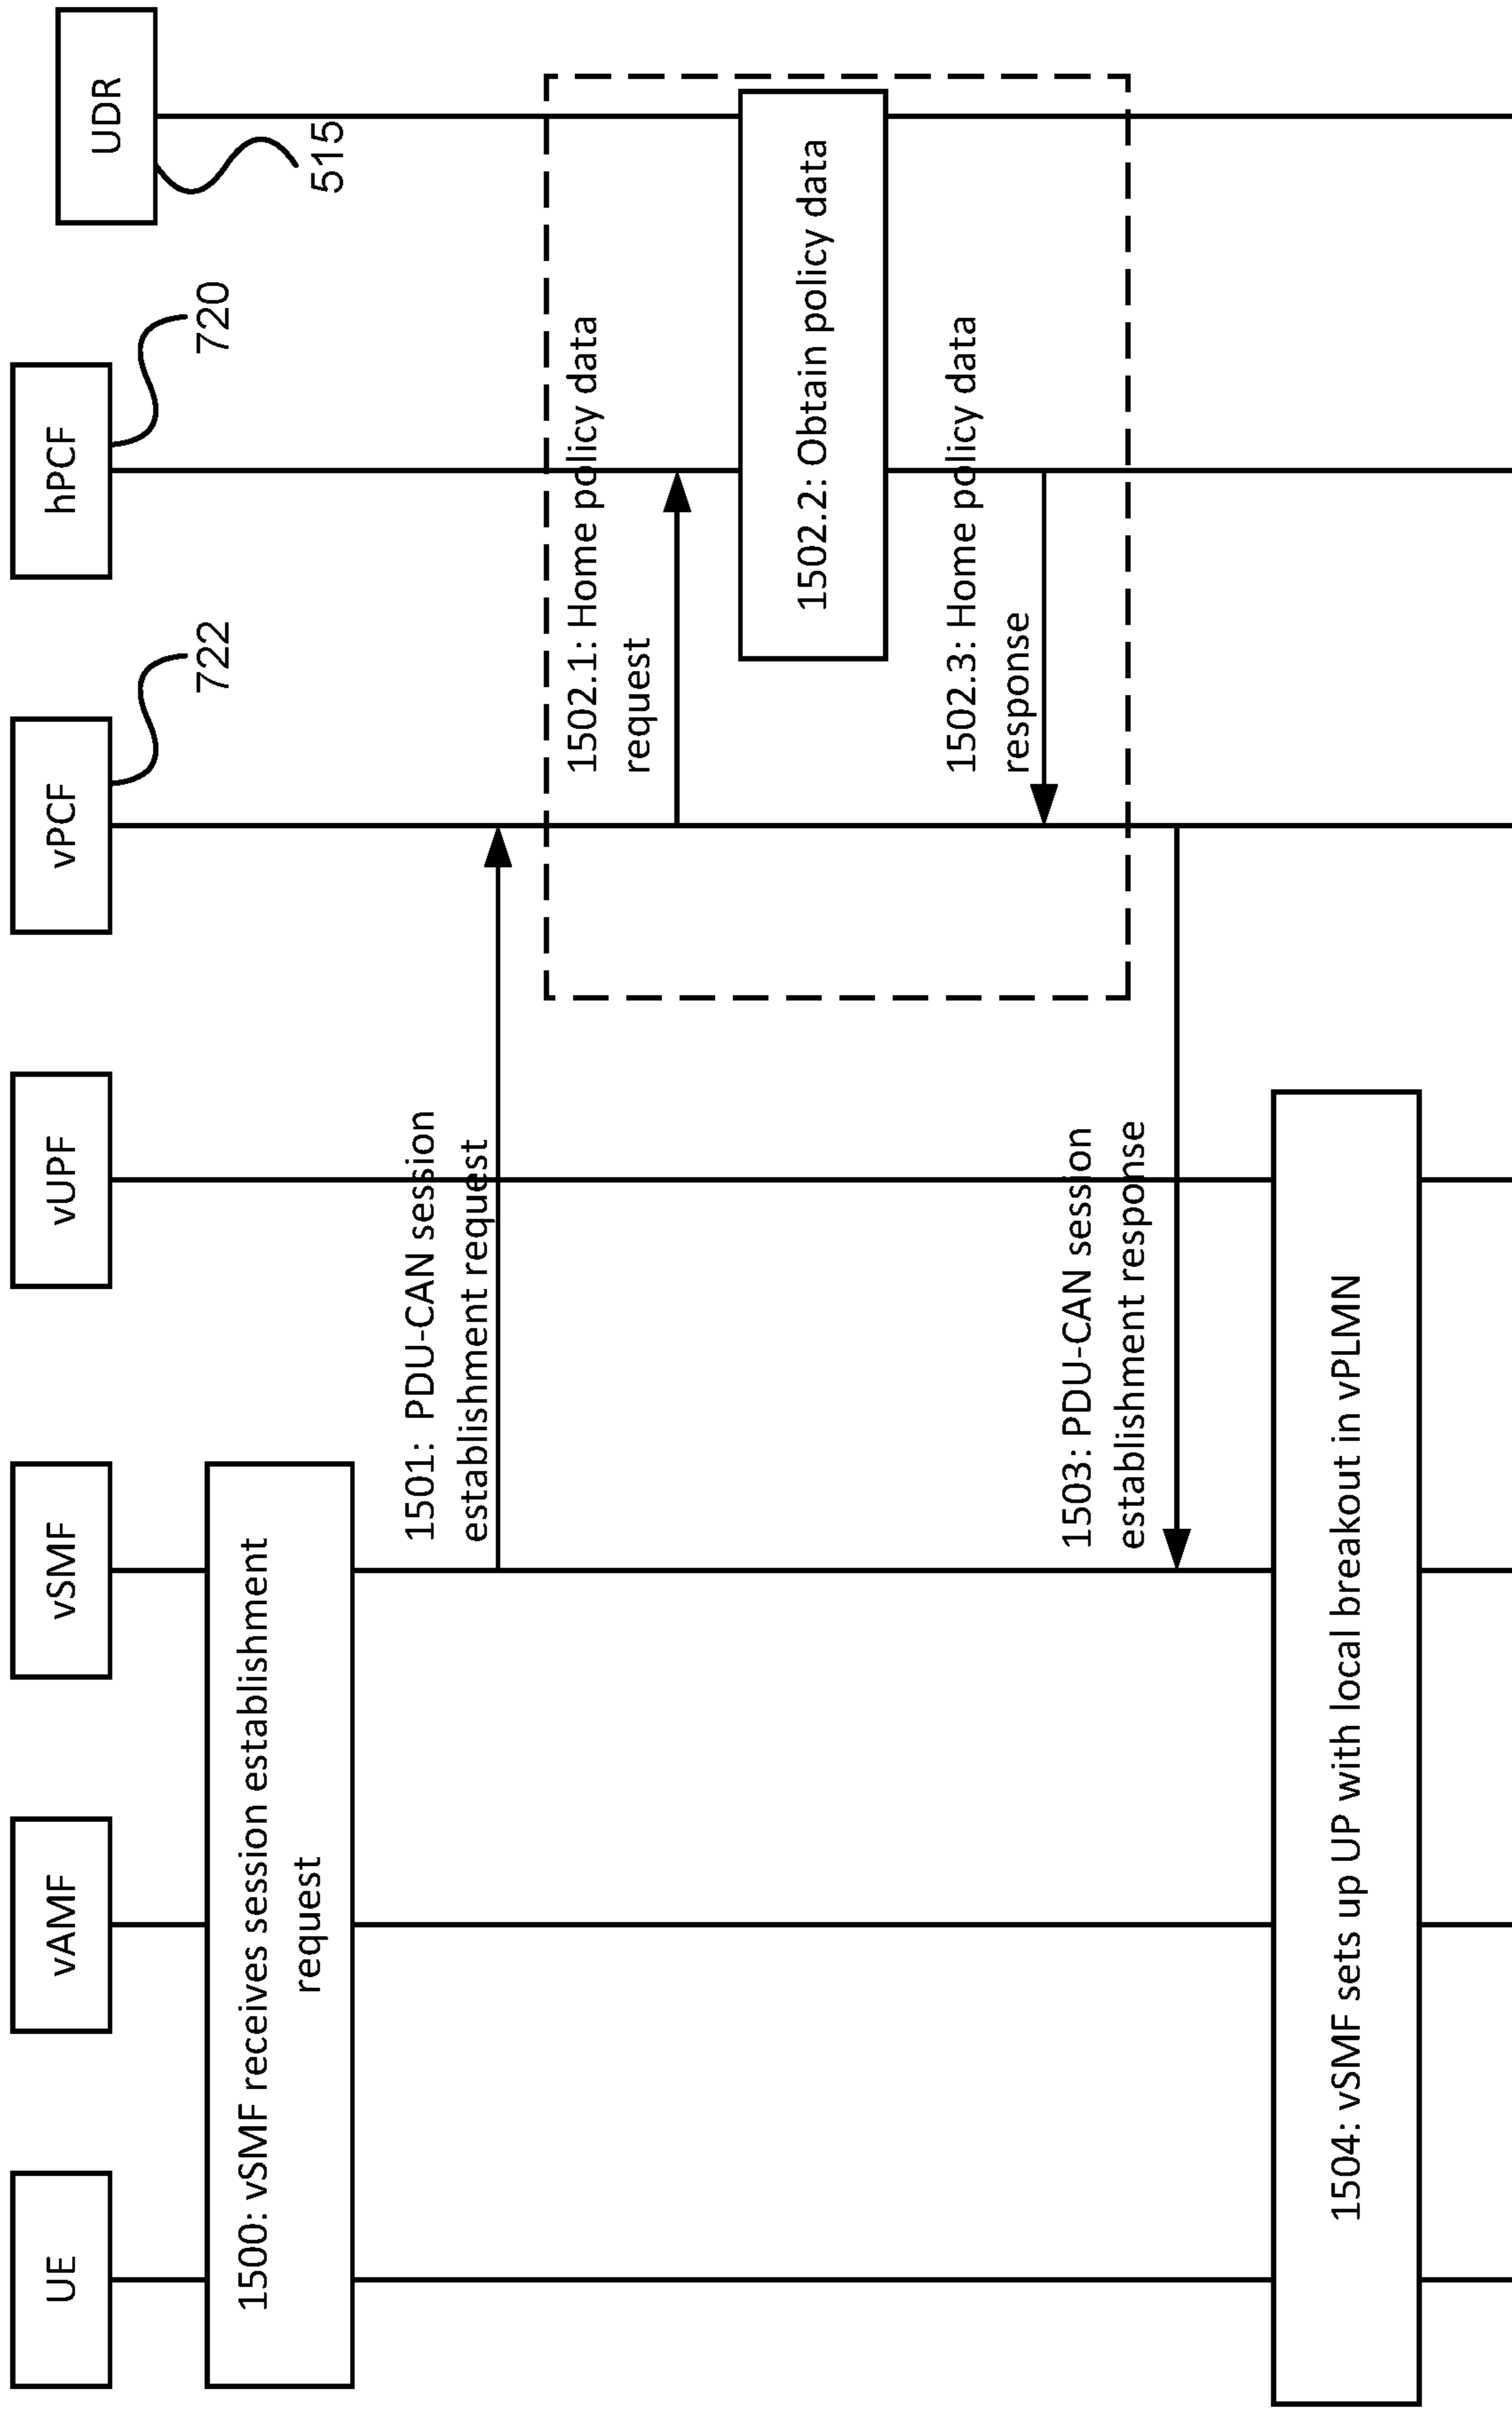 UE
vAMF
vSMF
vUPF
vPCF
hPCF
UDR
722
720
515
1500: vSMF receives session establishment
request
1501: PDU-CAN session
establishment request
1502.1: Home policy data
request
1502.2: Obtain policy data
1502.3: Home policy data
response
1503: PDU-CAN session
establishment response
1504: vSMF sets up UP with local breakout in vPLMN